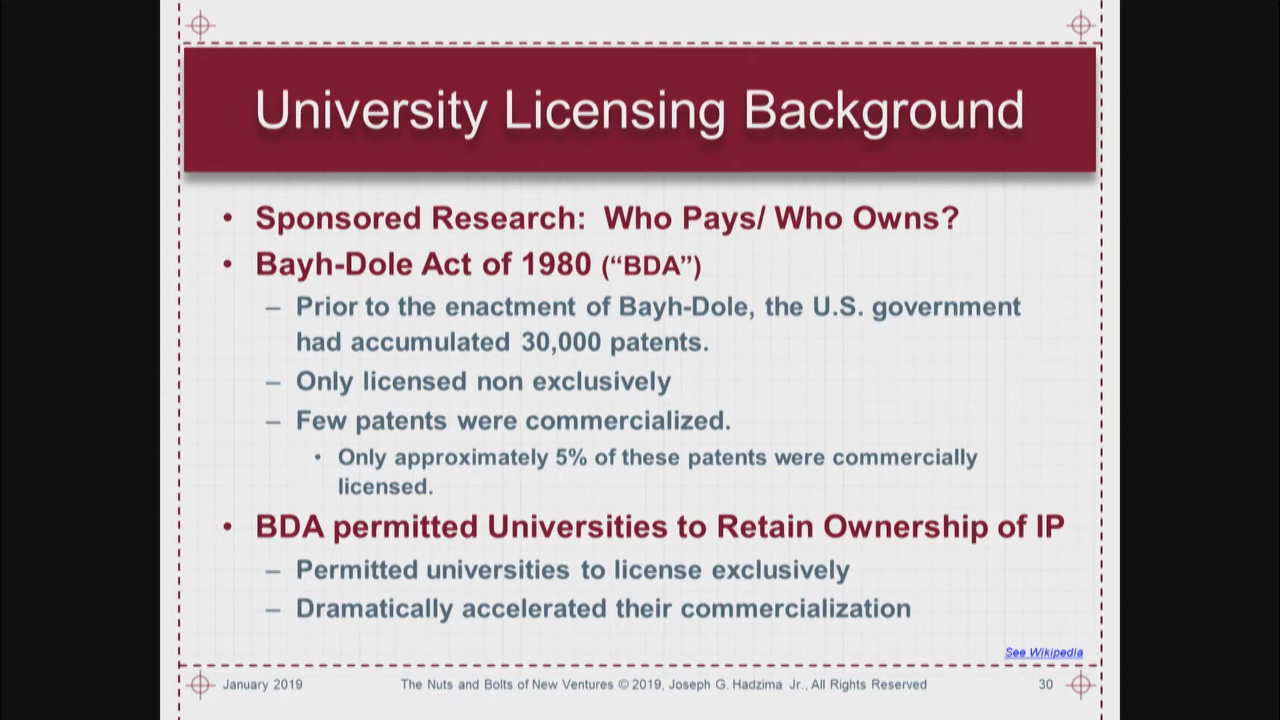 University Licensing Background
• Sponsored Research: Who Pays/ Who Owns?
• Bayh-Dole Act of 1980 (“BDA”)
– Prior to the enactment of Bayh-Dole, the U.S. government
had accumulated 30,000 patents.
– Only licensed non exclusively
– Few patents were commercialized.
• Only approximately 5% of these patents were commercially
licensed.
• BDA permitted Universities to Retain Ownership of IP
– Permitted universities to license exclusively
– Dramatically accelerated their commercialization
See Wikipedia
January 2019 The Nuts and Bolts of New Ventures © 2019, Joseph G. Hadzima Jr., All Rights Reserved 30